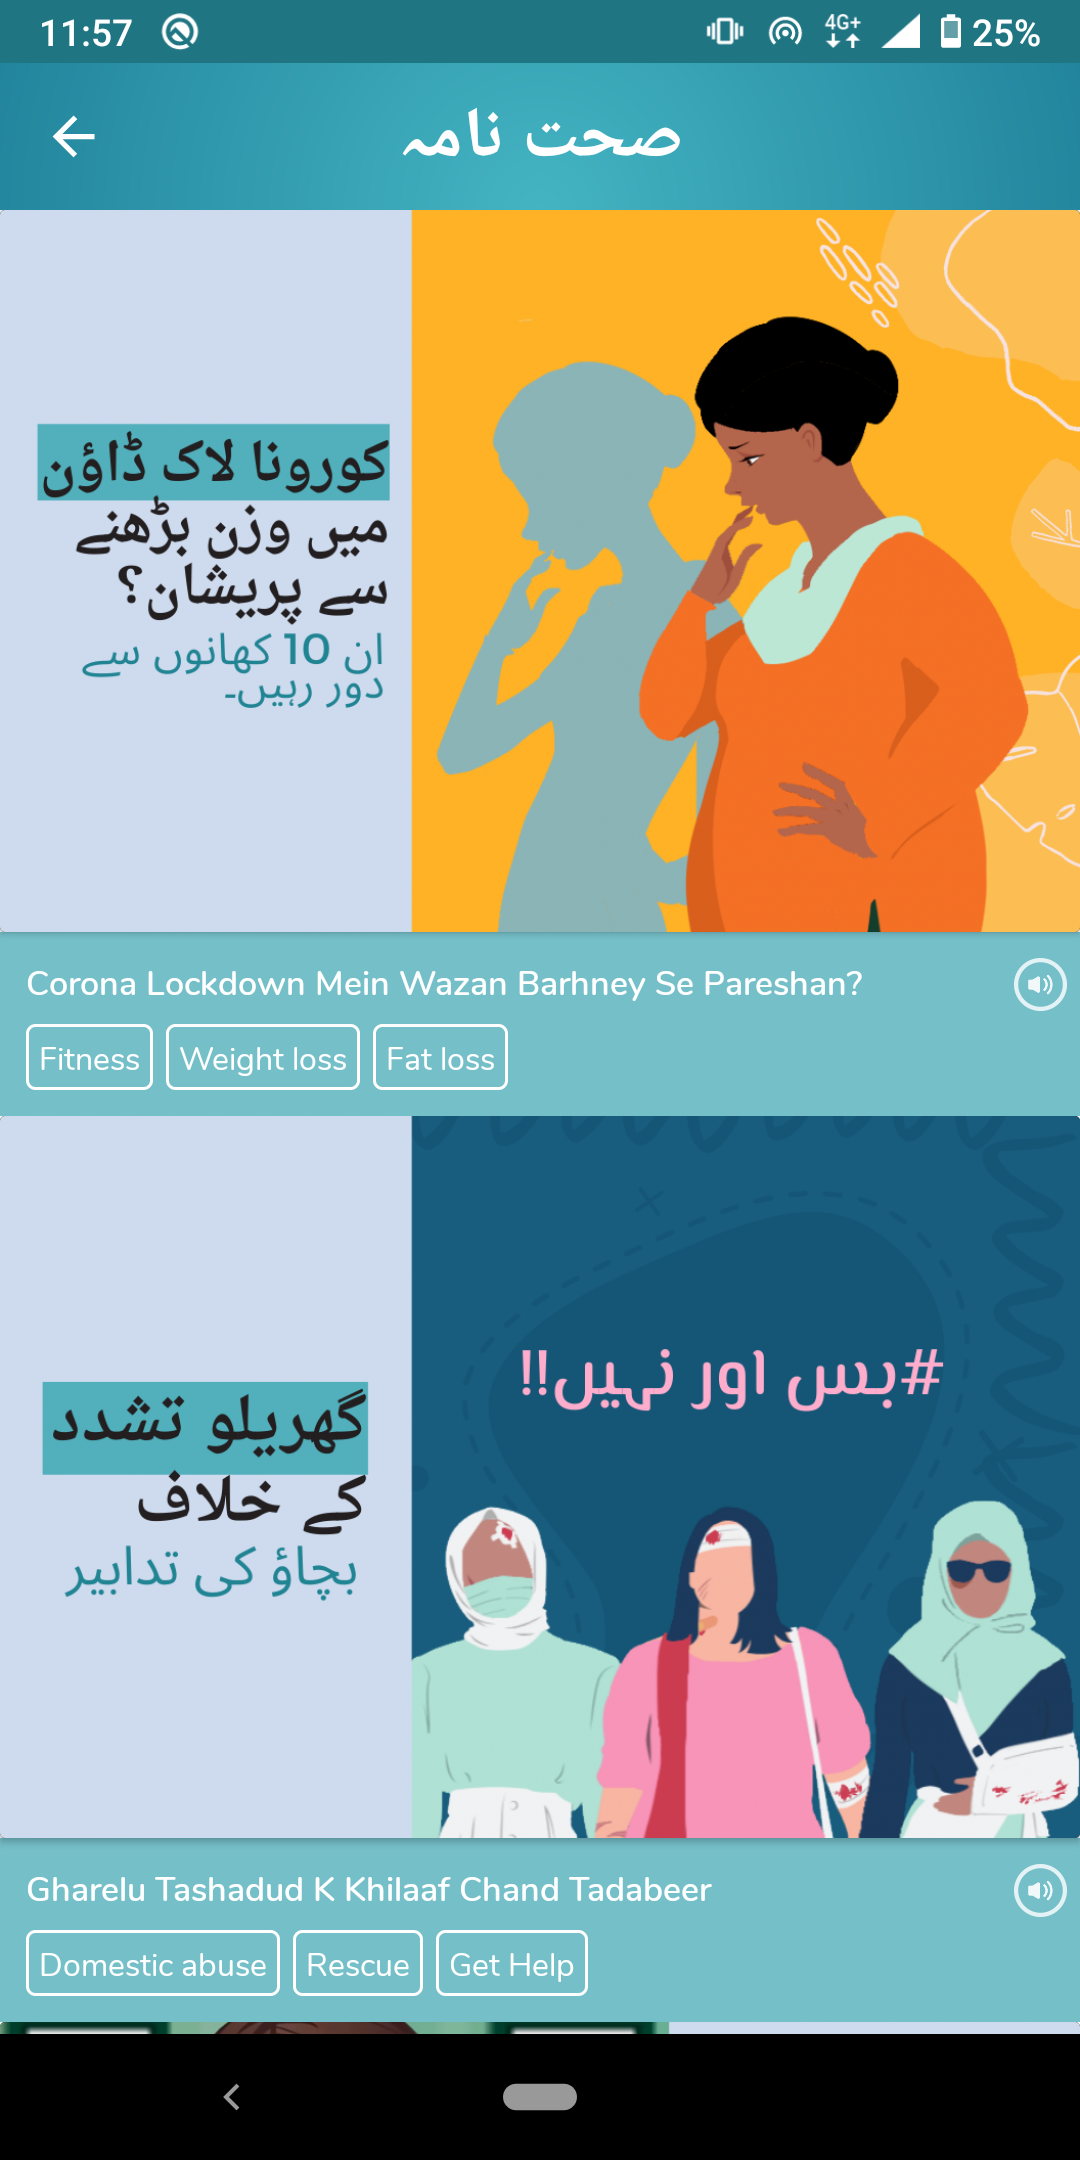 11:57
4G+
25%
صحت نامہ
کورونا لاک ڈاؤن
میں وزن بڑھنے
سے پریشان؟
ان 10 کھانوں سے
دور رہیں۔
Corona Lockdown Mein Wazan Barhney Se Pareshan?
Fitness
Weight loss
Fat loss
#بس اور نہیں!!
گھریلو تشدد
کے خلاف
بچاؤ کی تدابیر
Gharelu Tashadud K Khilaaf Chand Tadabeer
Domestic abuse
Rescue
Get Help